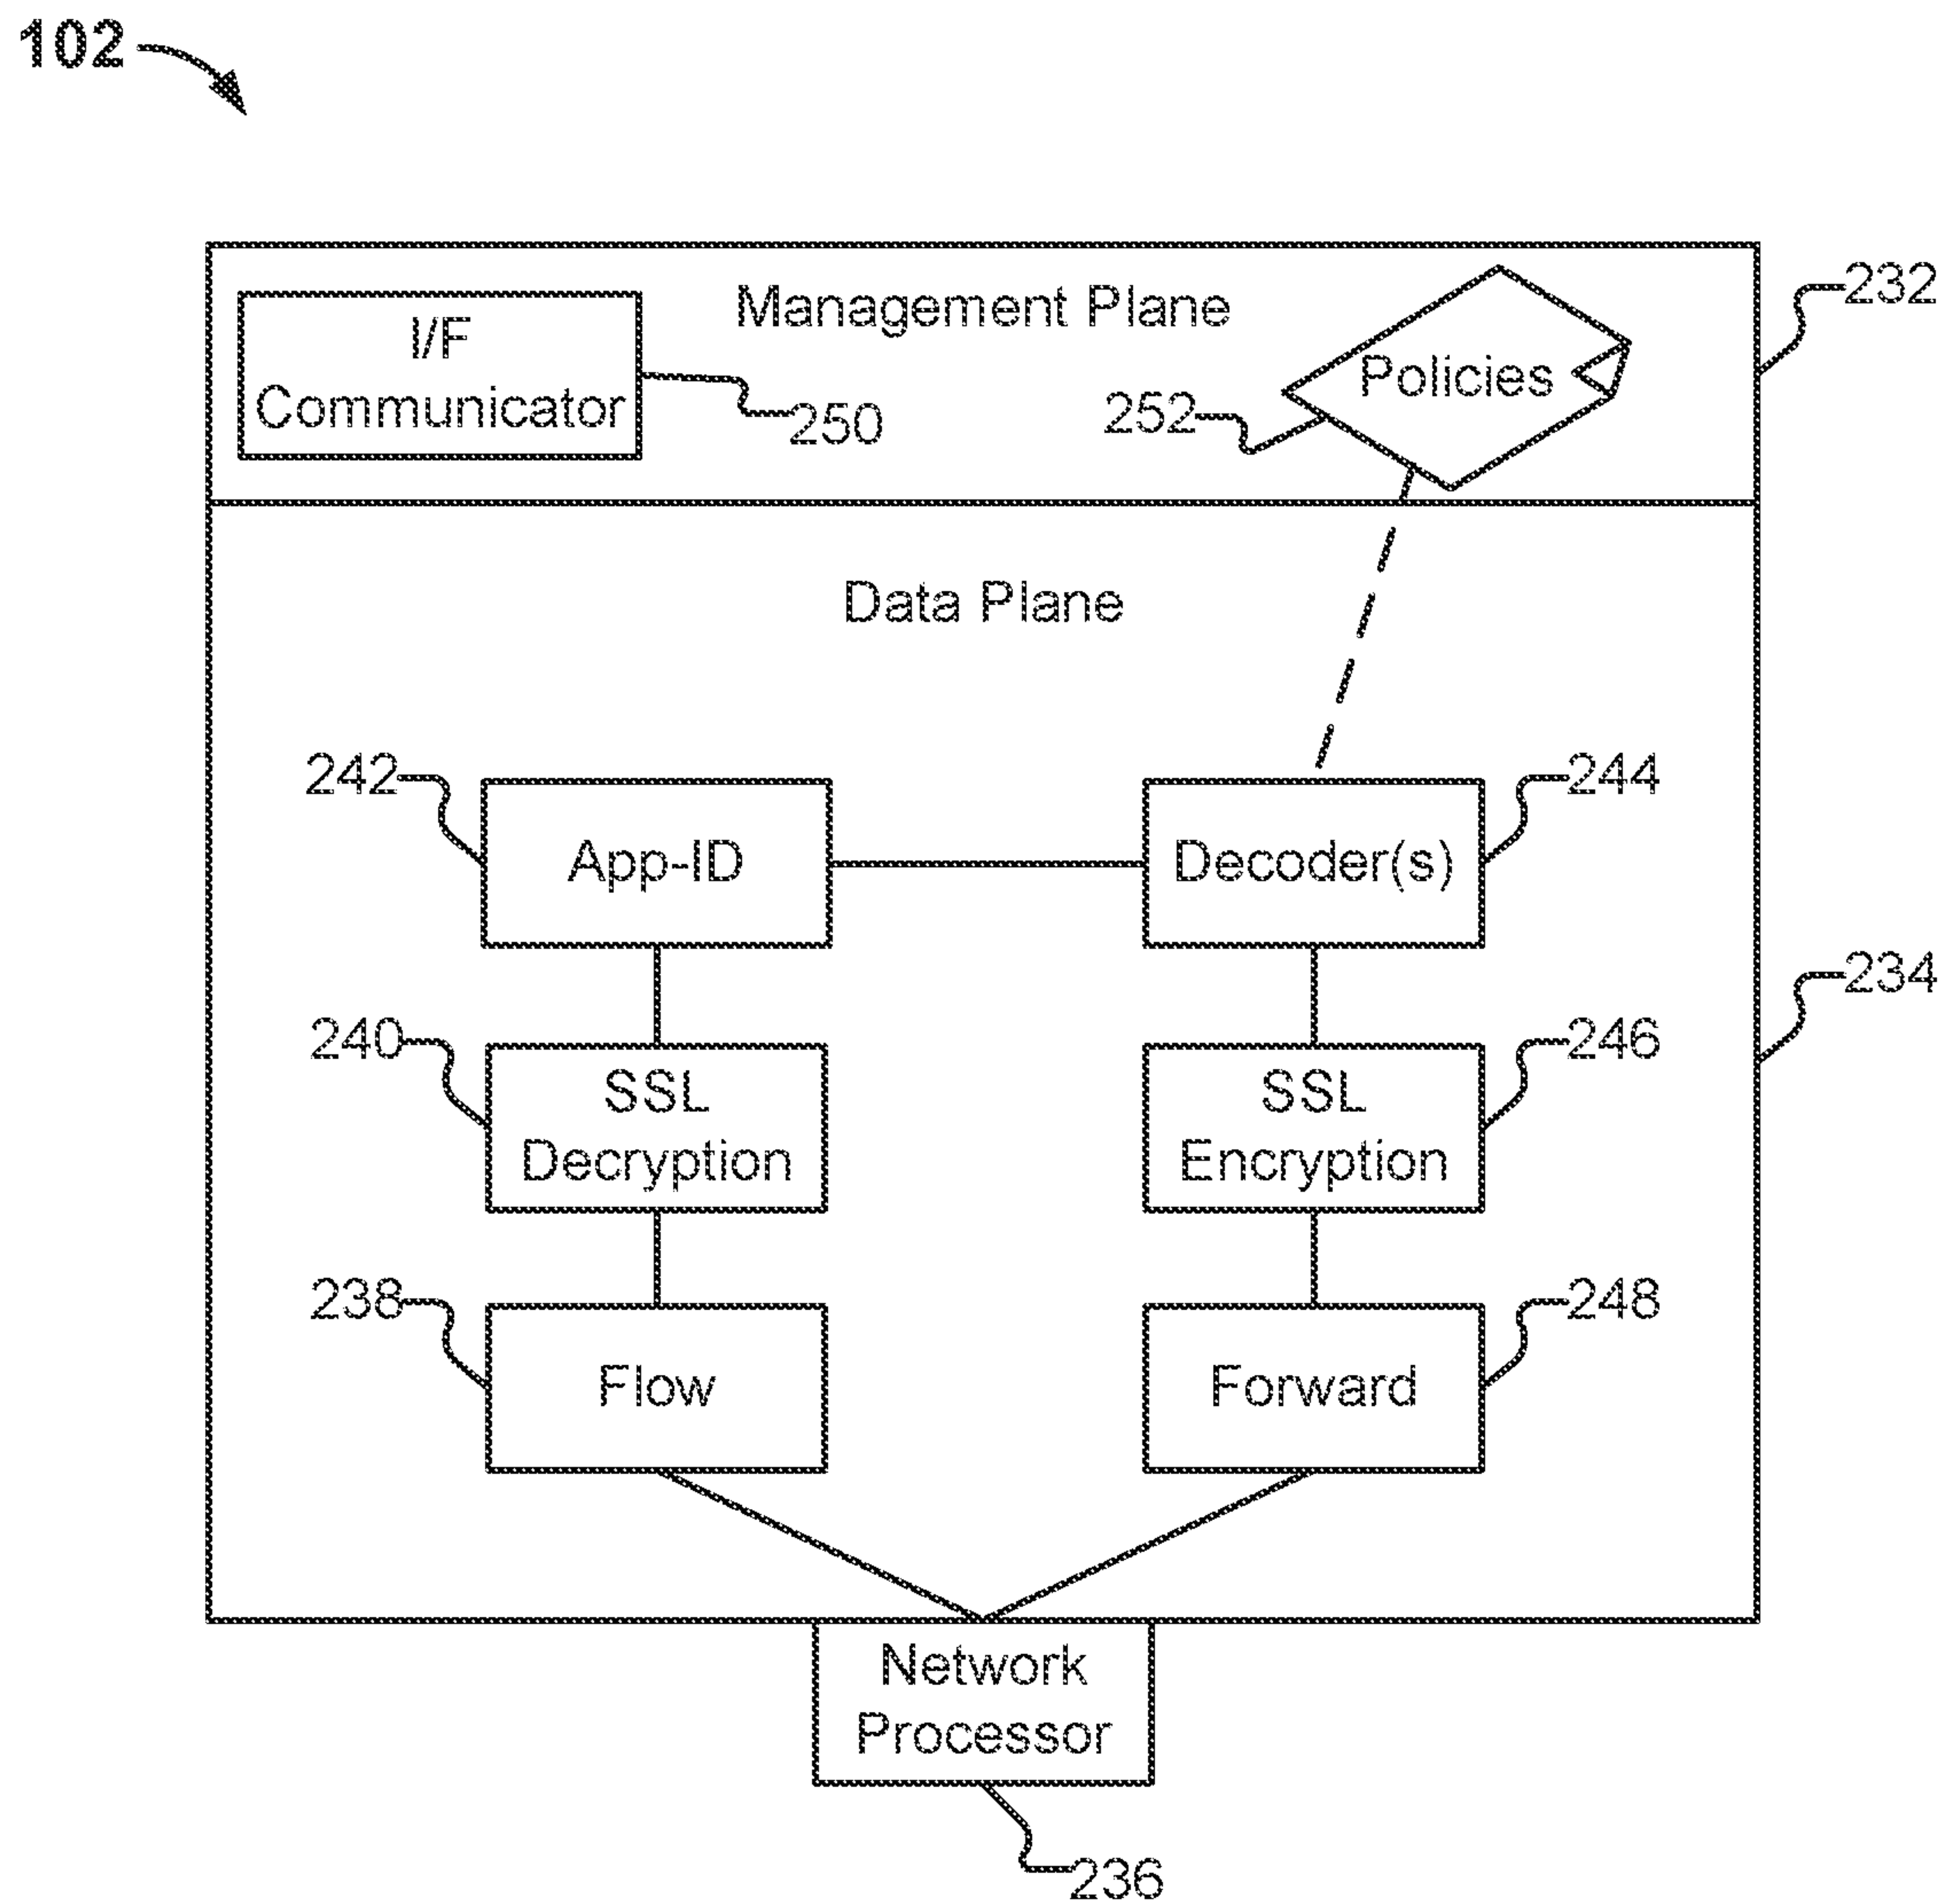 102
232
Management Plane
I/F
Communicator
250
Policies
252
Data Plane
242
App-ID
Decoder(s)
244
234
240
SSL
Decryption
SSL
Encryption
246
238
Flow
Forward
248
Network
Processor
236